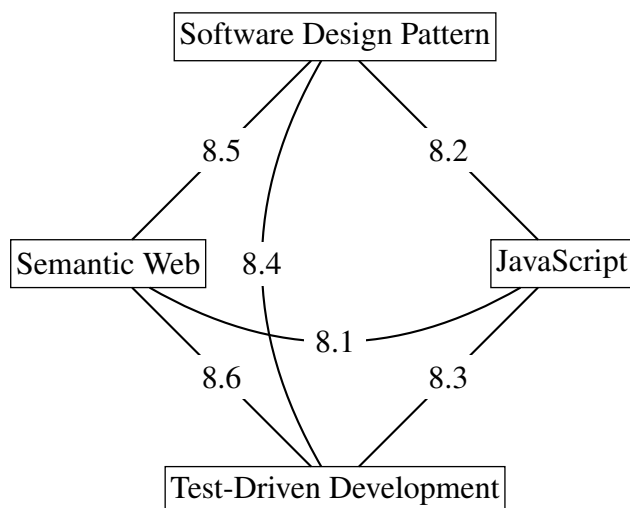 Software Design Pattern
8.5
8.2
Semantic Web
8.4
JavaScript
8.1
8.6
8.3
Test-Driven Development